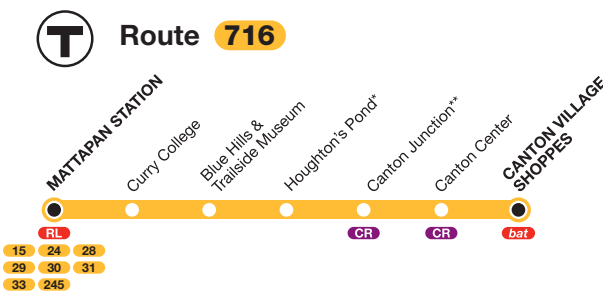 T Route 716
MATTAPAN STATION
Curry College
Blue Hills &
Trailside Museum
Houghton's Pond*
Canton Junction**
Canton Center
CANTON VILLAGE
SHOPPES
RL CR CR bat
15 24 28
29 30 31
33 245